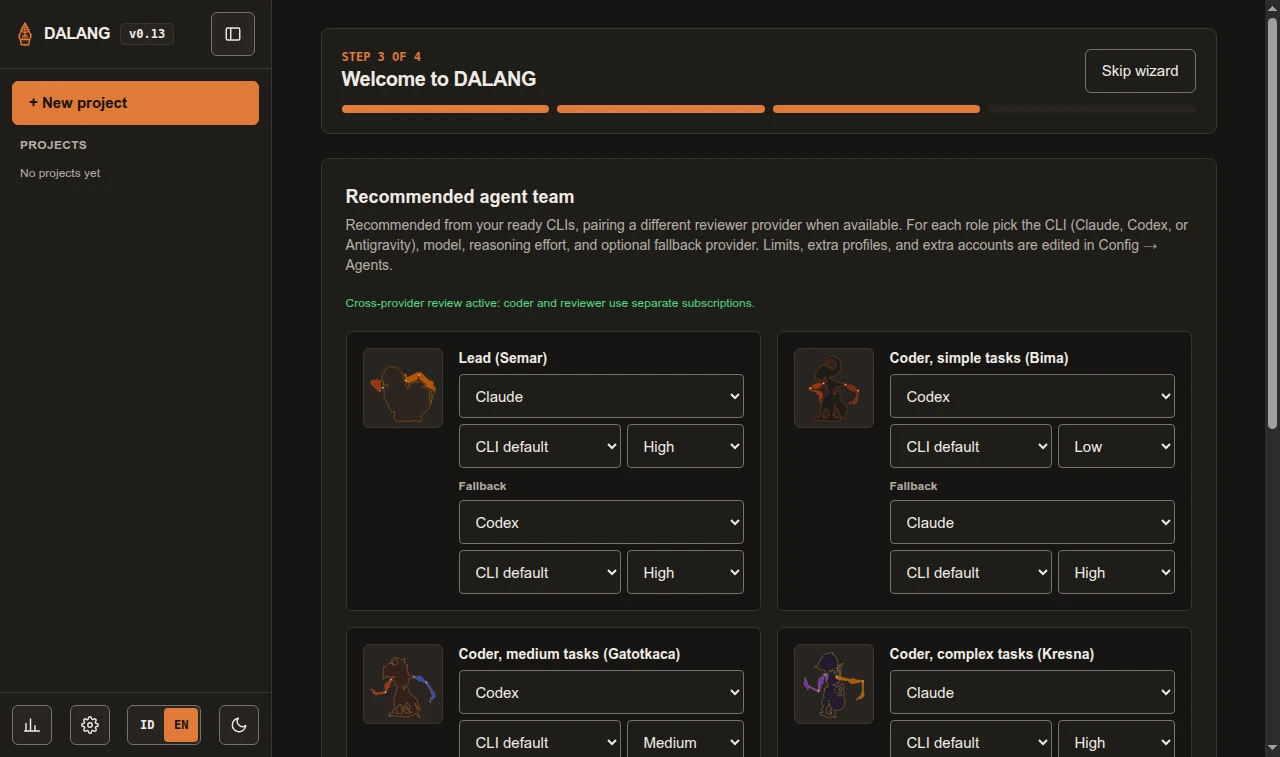 DALANG v0.13
+ New project
PROJECTS
No projects yet
ID EN
STEP 3 OF 4
Welcome to DALANG
Skip wizard
Recommended agent team
Recommended from your ready CLIs, pairing a different reviewer provider when available. For each role pick the CLI (Claude, Codex, or
Antigravity), model, reasoning effort, and optional fallback provider. Limits, extra profiles, and extra accounts are edited in Config →
Agents.
Cross-provider review active: coder and reviewer use separate subscriptions.
Lead (Semar)
Claude
CLI default High
Fallback
Codex
CLI default High
Coder, simple tasks (Bima)
Codex
CLI default Low
Fallback
Claude
CLI default High
Coder, medium tasks (Gatotkaca)
Codex
CLI default Medium
Coder, complex tasks (Kresna)
Claude
CLI default High